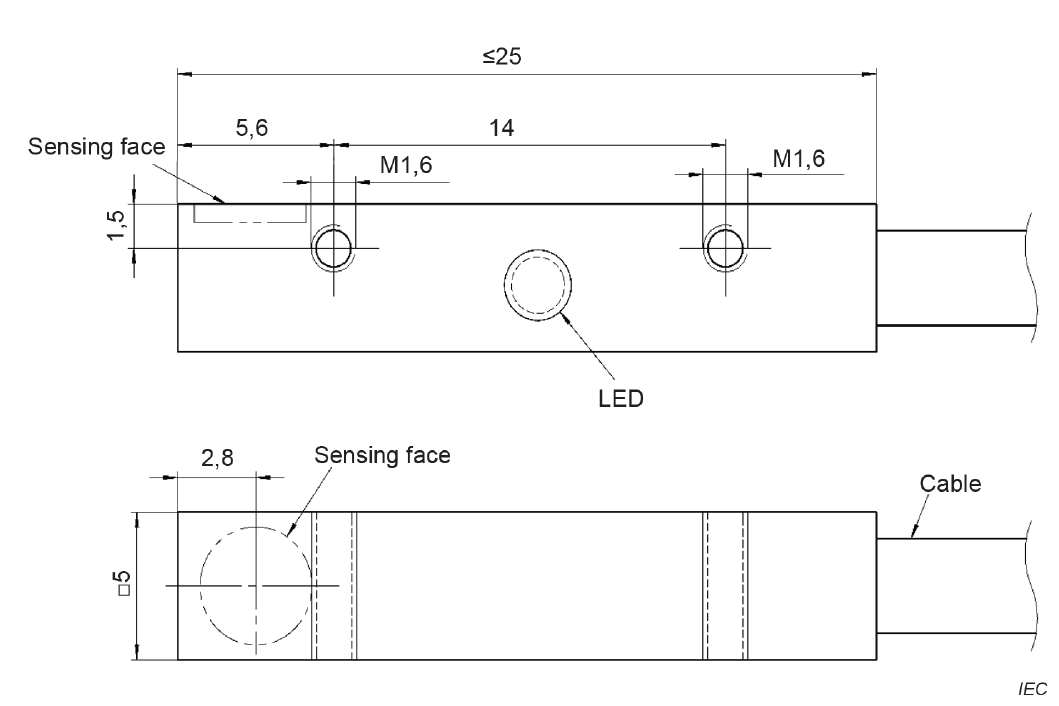 ≤25
5,6
14
Sensing face
M1,6
M1,6
1,5
LED
2,8
Sensing face
Cable
□5
IEC